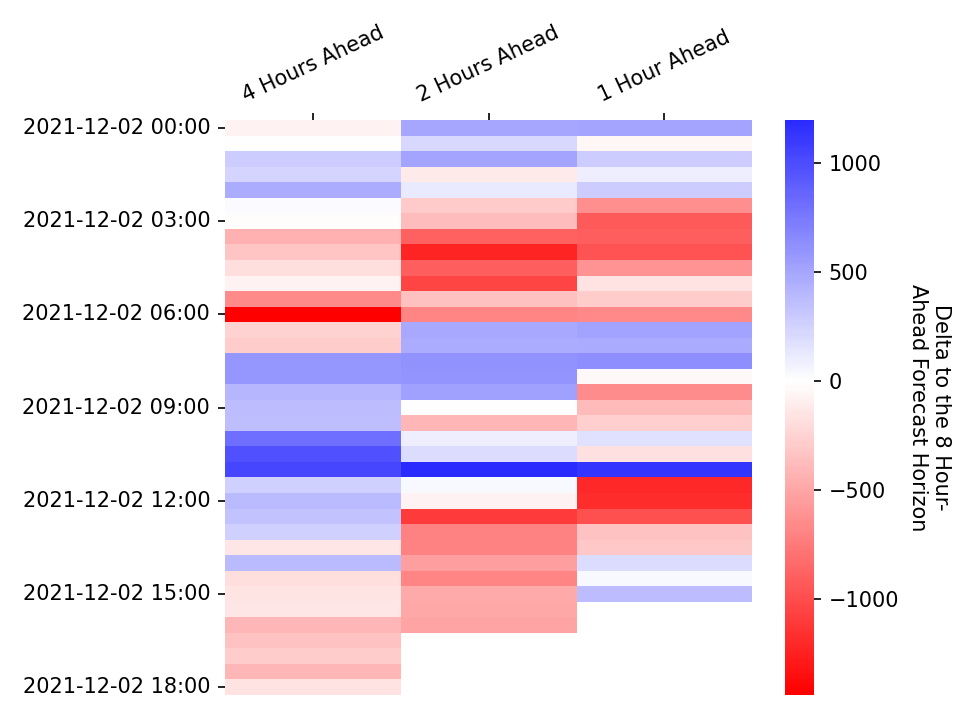 4 Hours Ahead
2 Hours Ahead
1 Hour Ahead
2021-12-02 00:00
2021-12-02 03:00
2021-12-02 06:00
2021-12-02 09:00
2021-12-02 12:00
2021-12-02 15:00
2021-12-02 18:00
1000
500
0
−500
−1000
Delta to the 8 Hour-
Ahead Forecast Horizon